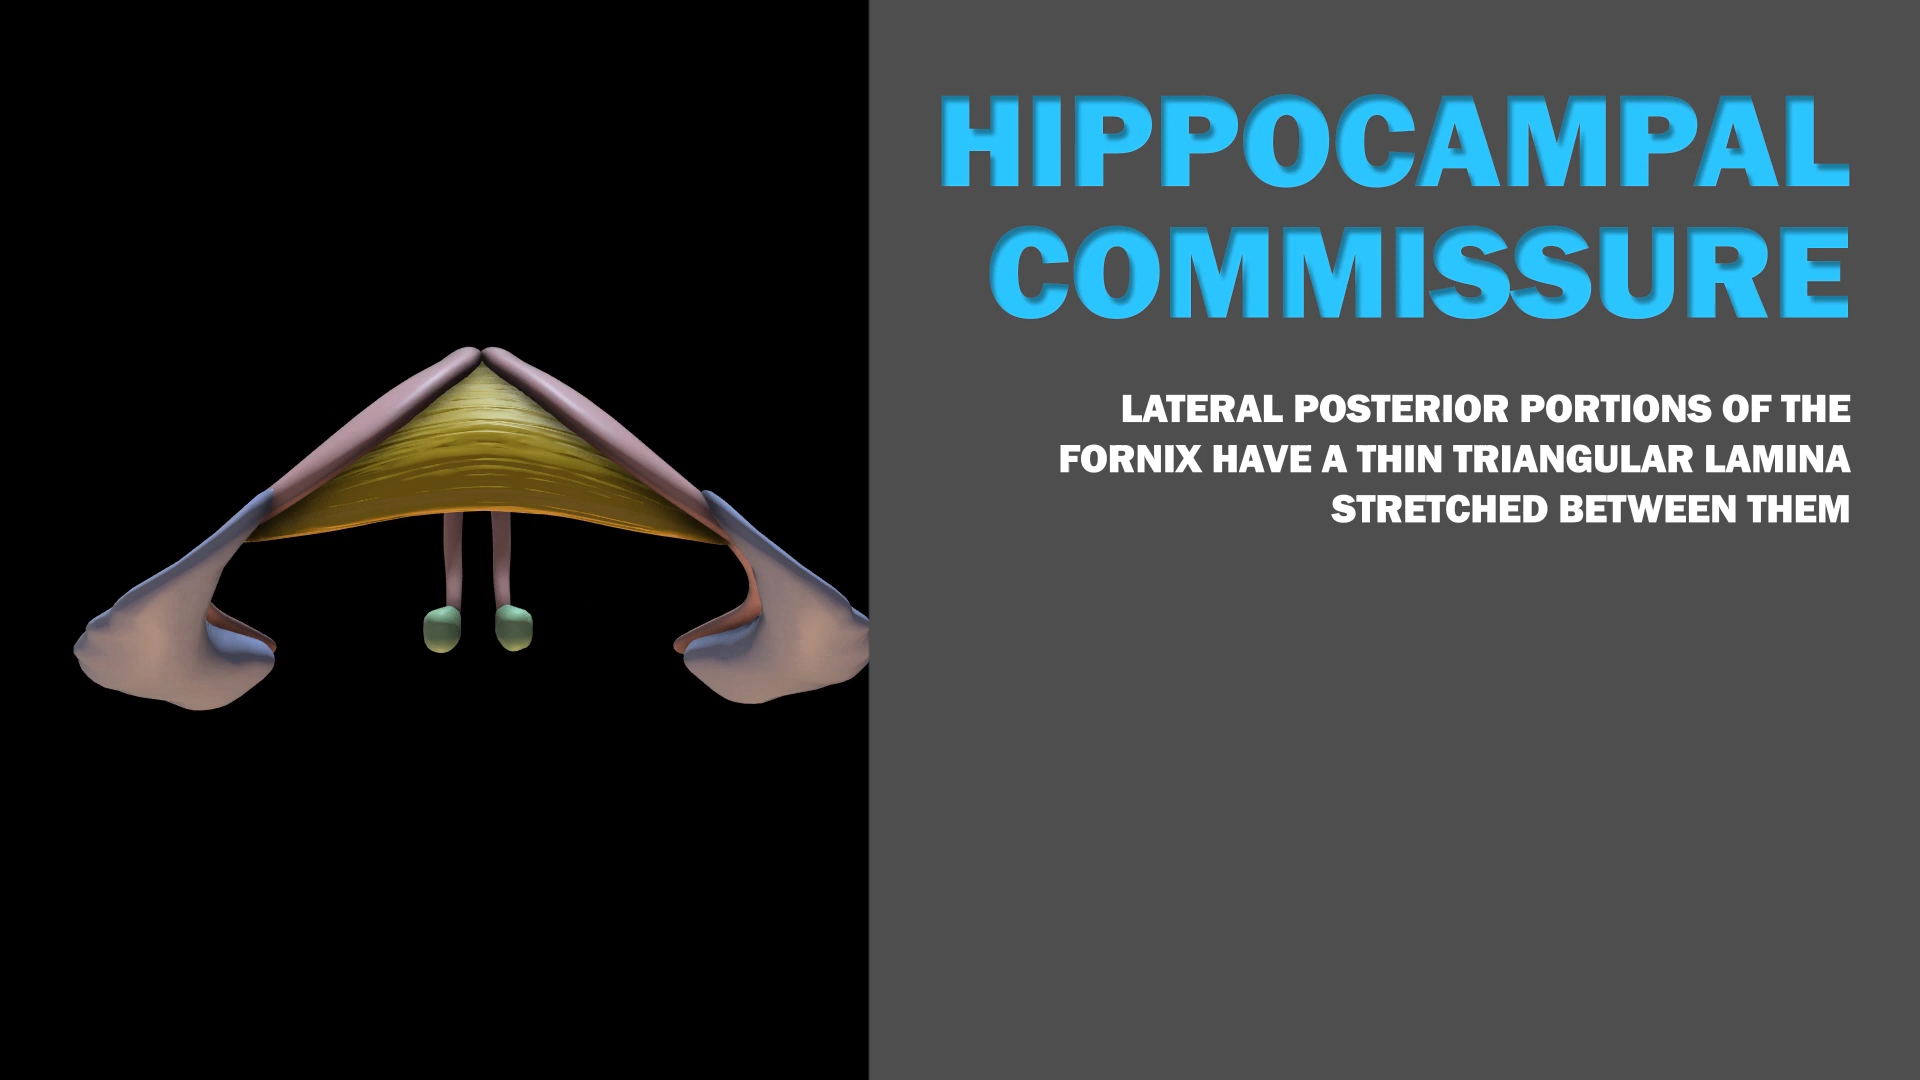 HIPPOCAMPAL
COMMISSURE
LATERAL POSTERIOR PORTIONS OF THE
FORNIX HAVE A THIN TRIANGULAR LAMINA
STRETCHED BETWEEN THEM